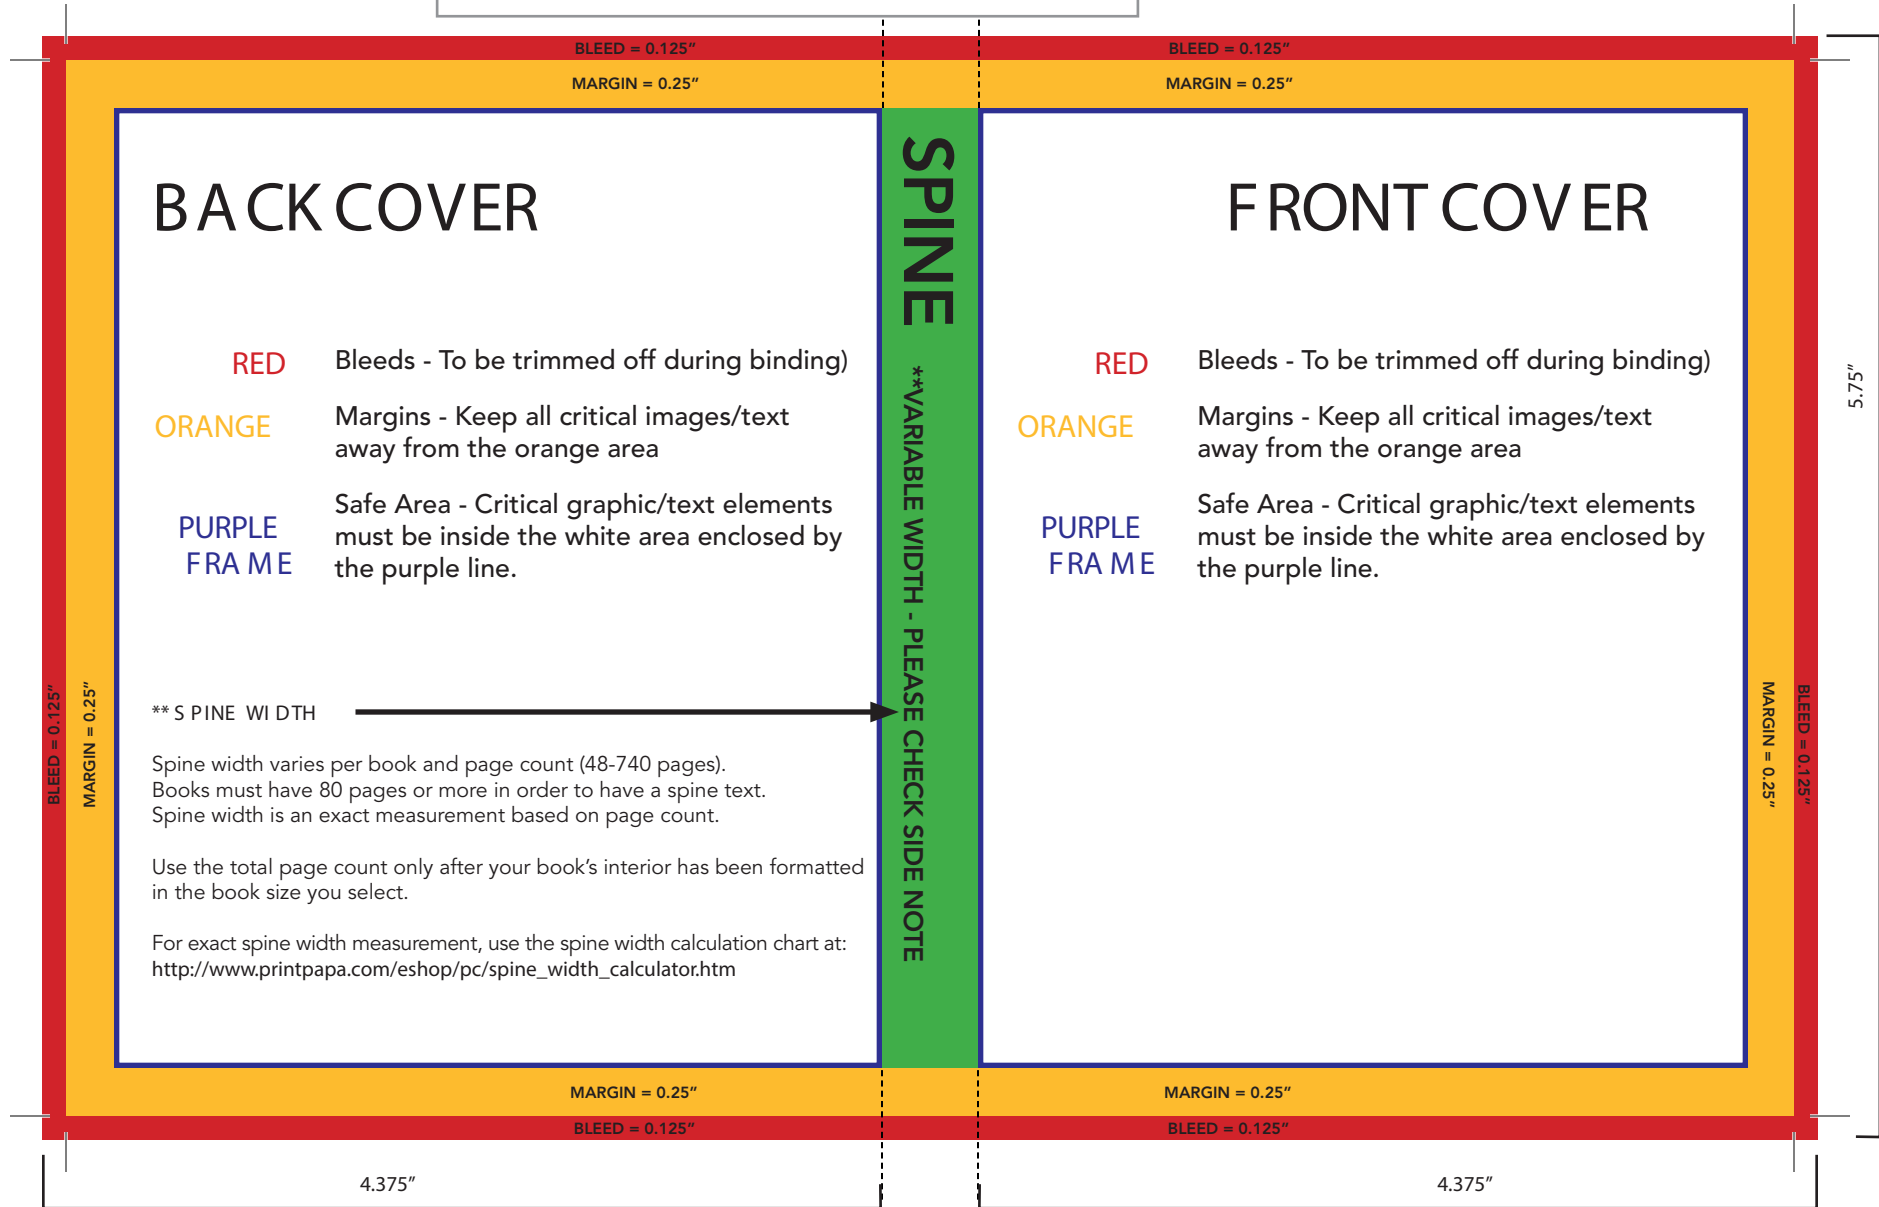 BLEED = 0.125"
BLEED = 0.125"
MARGIN = 0.25"
MARGIN = 0.25"
BACK COVER
RED
Bleeds - To be trimmed off during binding)
ORANGE
Margins - Keep all critical images/text
away from the orange area
PURPLE
FRAME
Safe Area - Critical graphic/text elements
must be inside the white area enclosed by
the purple line.
**SPINE WIDTH
Spine width varies per book and page count (48-740 pages).
Books must have 80 pages or more in order to have a spine text.
Spine width is an exact measurement based on page count.
Use the total page count only after your book’s interior has been formatted
in the book size you select.
For exact spine width measurement, use the spine width calculation chart at:
http://www.printpapa.com/eshop/pc/spine_width_calculator.htm
BLEED = 0.125"
MARGIN = 0.25"
SPINE
**VARIABLE WIDTH - PLEASE CHECK SIDE NOTE
FRONT COVER
RED
Bleeds - To be trimmed off during binding)
ORANGE
Margins - Keep all critical images/text
away from the orange area
PURPLE
FRAME
Safe Area - Critical graphic/text elements
must be inside the white area enclosed by
the purple line.
MARGIN = 0.25"
BLEED = 0.125"
5.75"
MARGIN = 0.25"
MARGIN = 0.25"
BLEED = 0.125"
BLEED = 0.125"
4.375"
4.375"